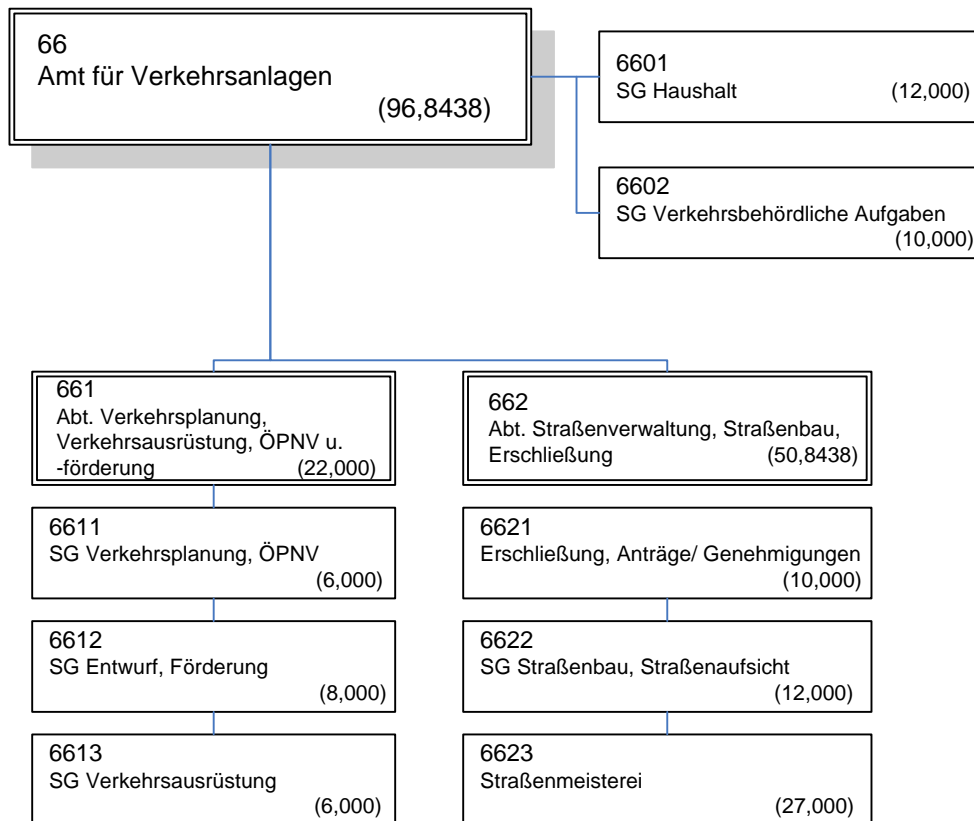 66
Amt für Verkehrsanlagen
(96,8438)
6601
SG Haushalt (12,000)
6602
SG Verkehrsbehördliche Aufgaben
(10,000)
661
Abt. Verkehrsplanung,
Verkehrsausrüstung, ÖPNV u.
-förderung (22,000)
662
Abt. Straßenverwaltung, Straßenbau,
Erschließung (50,8438)
6611
SG Verkehrsplanung, ÖPNV
(6,000)
6621
Erschließung, Anträge/ Genehmigungen
(10,000)
6612
SG Entwurf, Förderung
(8,000)
6622
SG Straßenbau, Straßenaufsicht
(12,000)
6613
SG Verkehrsausrüstung
(6,000)
6623
Straßenmeisterei
(27,000)